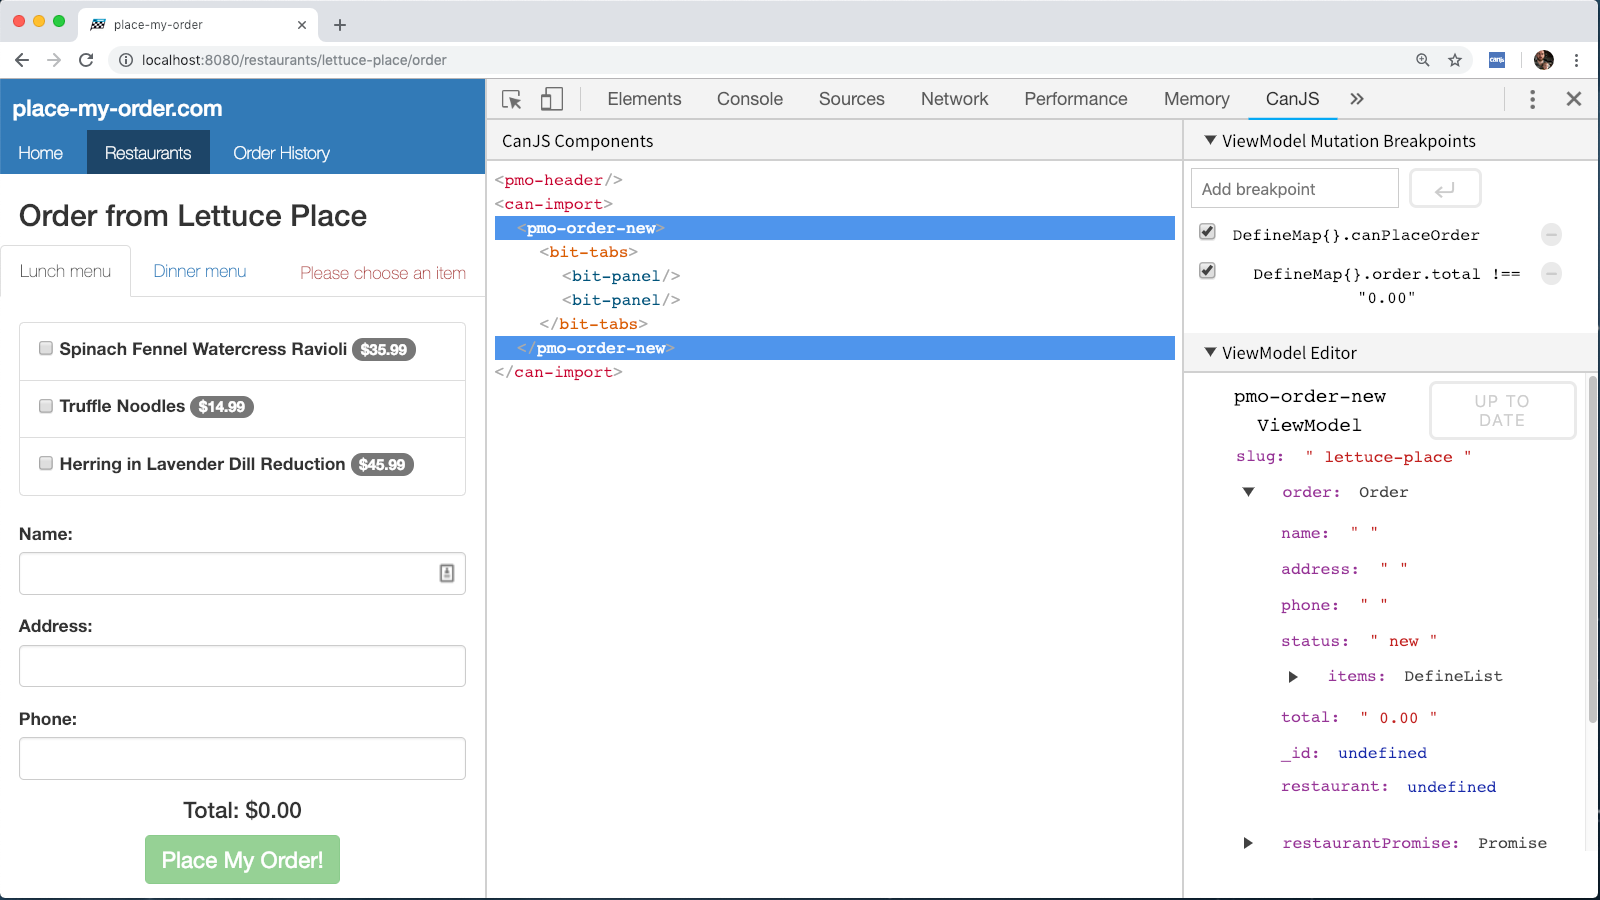 place-my-order
localhost:8080/restaurants/lettuce-place/order
canjs
place-my-order.com
Home Restaurants Order History
Order from Lettuce Place
Lunch menu Dinner menu Please choose an item
Spinach Fennel Watercress Ravioli $35.99
Truffle Noodles $14.99
Herring in Lavender Dill Reduction $45.99
Name:
Address:
Phone:
Total: $0.00
Place My Order!
Elements Console Sources Network Performance Memory CanJS
CanJS Components
<pmo-header/>
<can-import>
<pmo-order-new>
<bit-tabs>
<bit-panel/>
<bit-panel/>
</bit-tabs>
</pmo-order-new>
</can-import>
ViewModel Mutation Breakpoints
Add breakpoint
DefineMap{}.canPlaceOrder
DefineMap{}.order.total !==
"0.00"
ViewModel Editor
pmo-order-new
ViewModel
UP TO
DATE
slug: " lettuce-place "
order: Order
name: " "
address: " "
phone: " "
status: " new "
items: DefineList
total: " 0.00 "
_id: undefined
restaurant: undefined
restaurantPromise: Promise